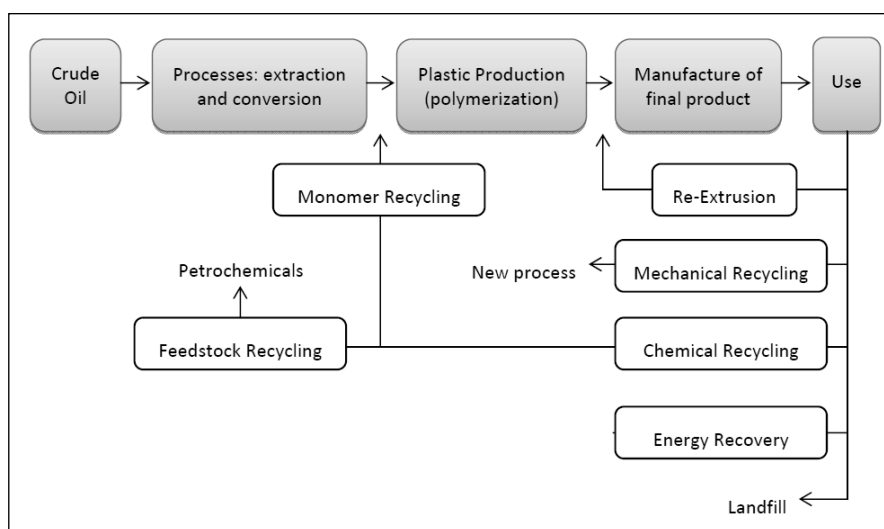 Crude
Oil
Processes: extraction
and conversion
Plastic Production
(polymerization)
Manufacture of
final product
Use
Monomer Recycling
Re-Extrusion
Petrochemicals
New process
Mechanical Recycling
Feedstock Recycling
Chemical Recycling
Energy Recovery
Landfill